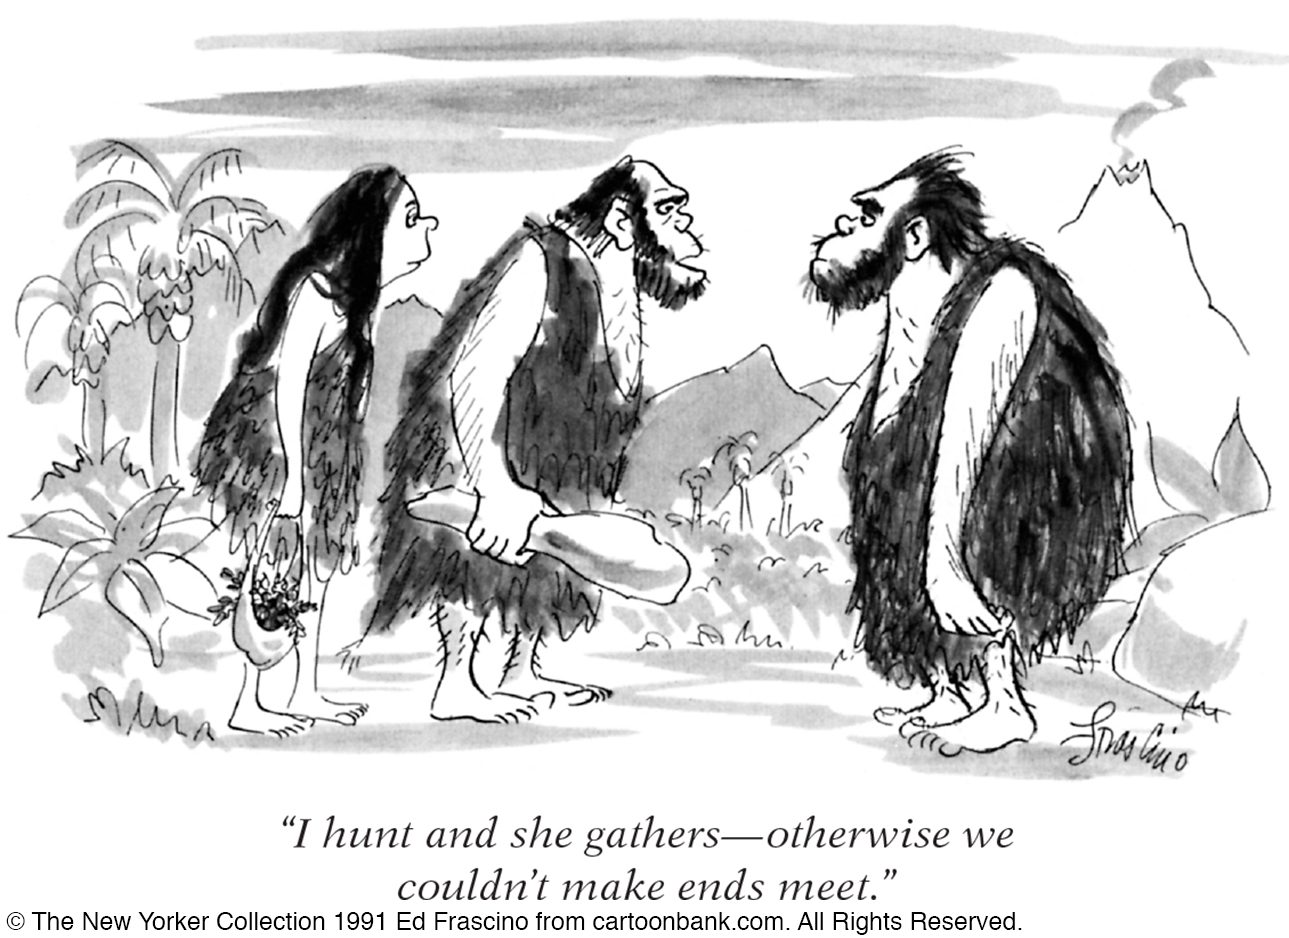 Frascino
“I hunt and she gathers—otherwise we
couldn’t make ends meet.”
© The New Yorker Collection 1991 Ed Frascino from cartoonbank.com. All Rights Reserved.